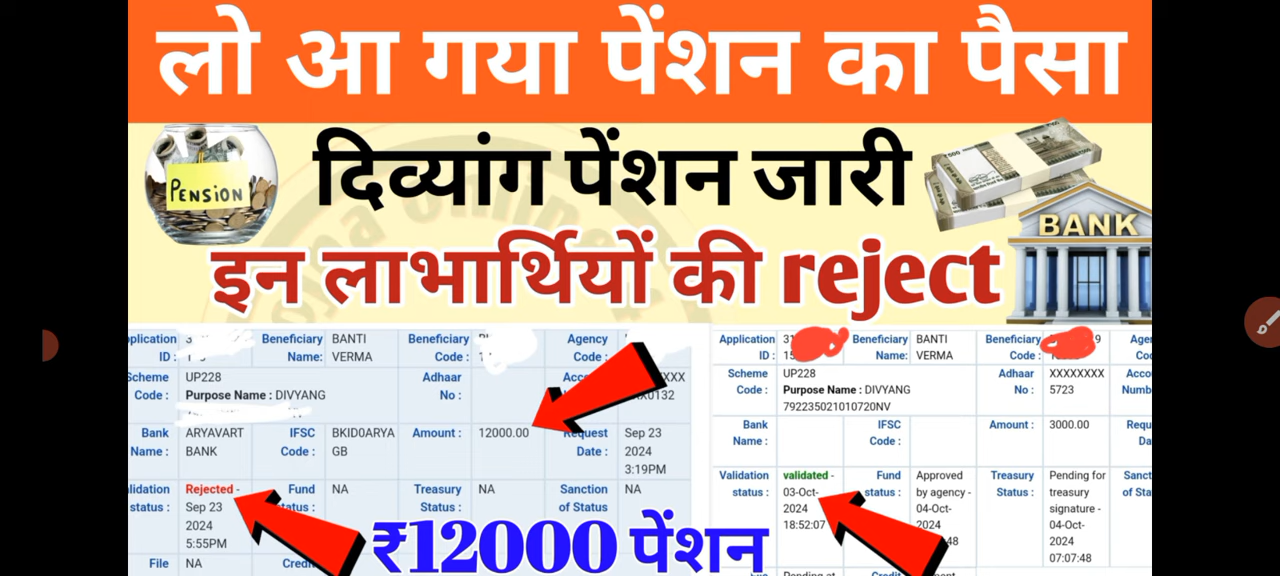 लो आ गया पेंशन का पैसा
दिव्यांग पेंशन जारी
PENSION
BANK
इन लाभार्थियों की reject
Application ID : Beneficiary Name: BANTI VERMA Beneficiary Code : Agency Code :
Scheme Code : UP228 Purpose Name : DIVYANG Adhaar No :
Bank Name : ARYAVART BANK IFSC Code : BKID0ARYAGB Amount : 12000.00 Request Date : Sep 23 2024 3:19PM
status : Rejected - Sep 23 2024 5:55PM Fund NA Treasury Status : NA Sanction of Status NA
File NA
Application ID : Beneficiary Name: BANTI VERMA Beneficiary Code :
Scheme Code : UP228 Purpose Name : DIVYANG 792235021010720NV Adhaar No : XXXXXXXX 5723
Bank Name : IFSC Code : Amount : 3000.00
Validation status : validated - 03-Oct-2024 18:52:07 Fund status : Approved by agency - 04-Oct-2024 Treasury Status : Pending for treasury signature - 04-Oct-2024 07:07:48
₹12000 पेंशन